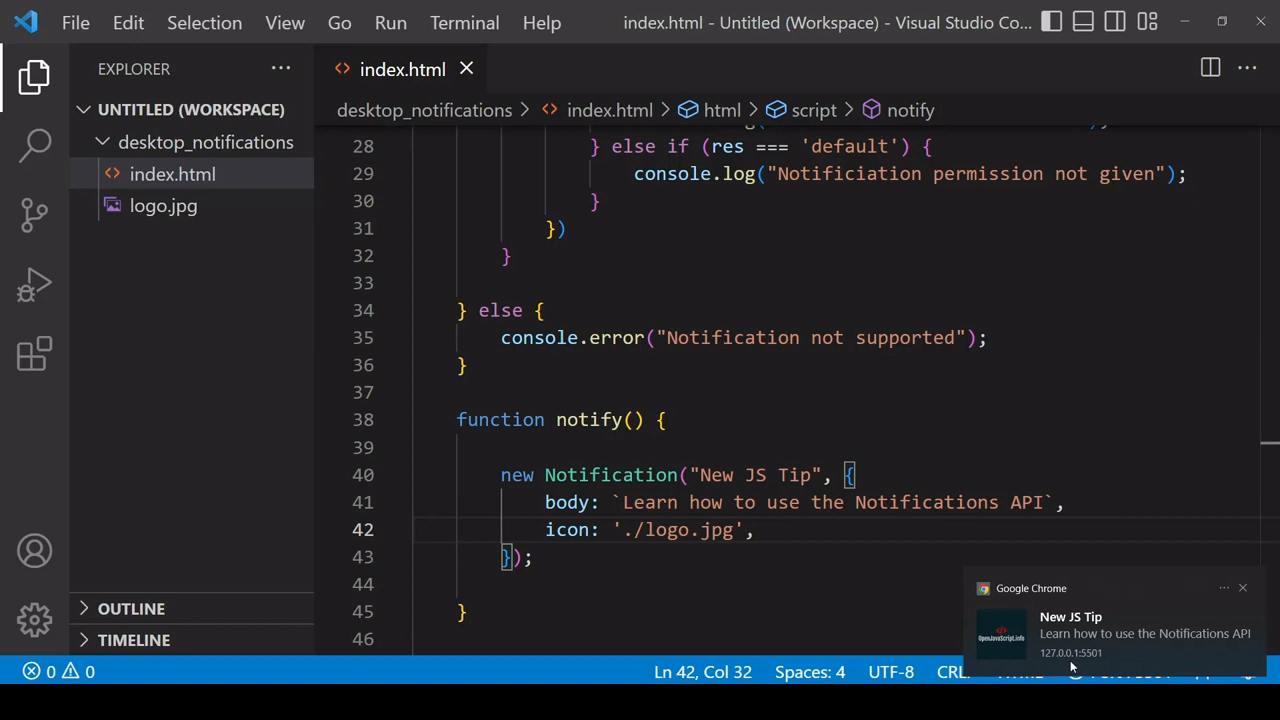 File Edit Selection View Go Run Terminal Help index.html - Untitled (Workspace) - Visual Studio Co...
EXPLORER
UNTITLED (WORKSPACE)
desktop_notifications
index.html
logo.jpg
OUTLINE
TIMELINE
index.html
desktop_notifications > index.html > html > script > notify
28 } else if (res === 'default') {
29 console.log("Notificiation permission not given");
30 }
31 })
32 }
33
34 } else {
35 console.error("Notification not supported");
36 }
37
38 function notify() {
39
40 new Notification("New JS Tip", {
41 body: `Learn how to use the Notifications API`,
42 icon: './logo.jpg',
43 });
44
45 }
46
Google Chrome
New JS Tip
Learn how to use the Notifications API
127.0.0.1:5501
OpenJavaScript.info
0 0 Ln 42, Col 32 Spaces: 4 UTF-8